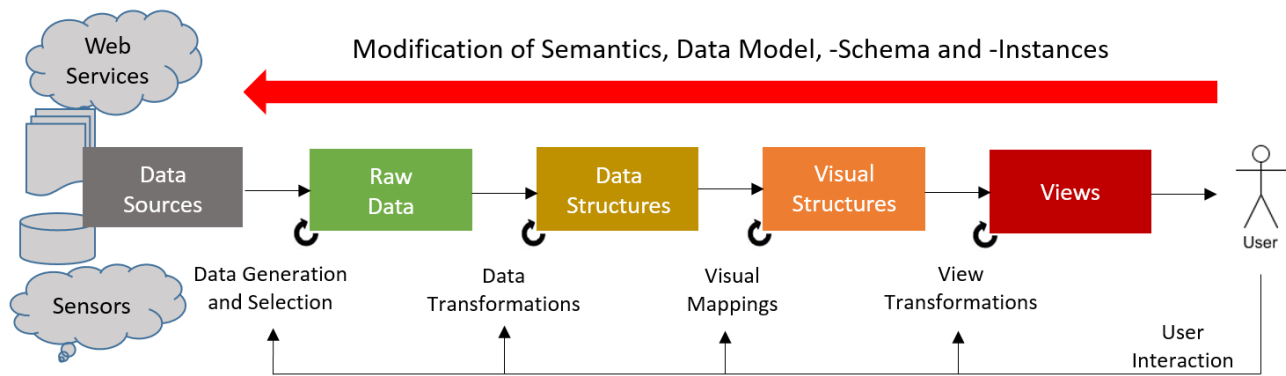 Web
Services
Modification of Semantics, Data Model, -Schema and -Instances
Data
Sources
Raw
Data
Data
Structures
Visual
Structures
Views
User
Data Generation
and Selection
Data
Transformations
Visual
Mappings
View
Transformations
Sensors
User
Interaction